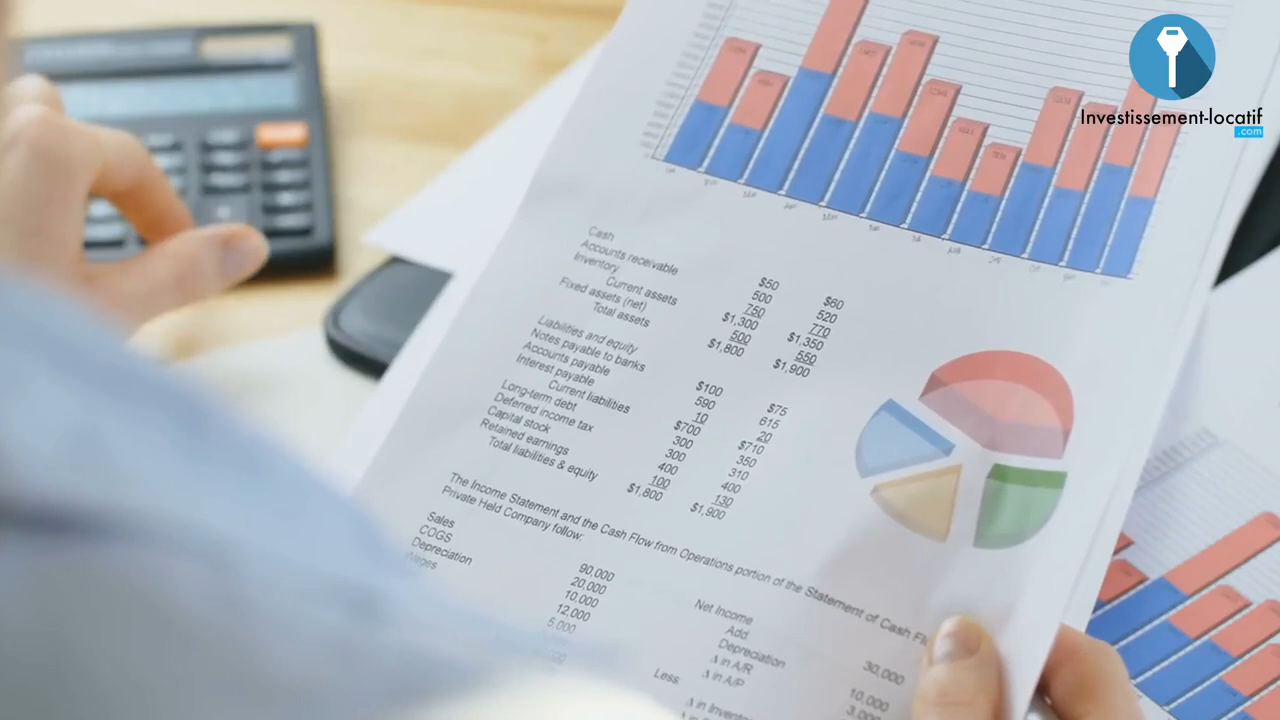 Investissement-locatif
.com
Cash
Accounts receivable
Inventory
Current assets
Fixed assets (net)
Total assets
$50
500
750
$1,300
500
$1,800
$60
520
770
$1,350
550
$1,900
Liabilities and equity
Notes payable to banks
Accounts payable
Interest payable
Current liabilities
Long-term debt
Deferred income tax
Capital stock
Retained earnings
Total liabilities & equity
$100
590
10
$700
300
300
400
100
$1,800
$75
615
20
$710
350
310
400
130
$1,900
The Income Statement and the Cash Flow from Operations portion of the Statement of Cash
Private Held Company follow:
Sales
COGS
Depreciation
90,000
20,000
10,000
12,000
5,000
Net Income
Add
Depreciation
Δ in A/R
Less
Δ in A/P
30,000
10,000